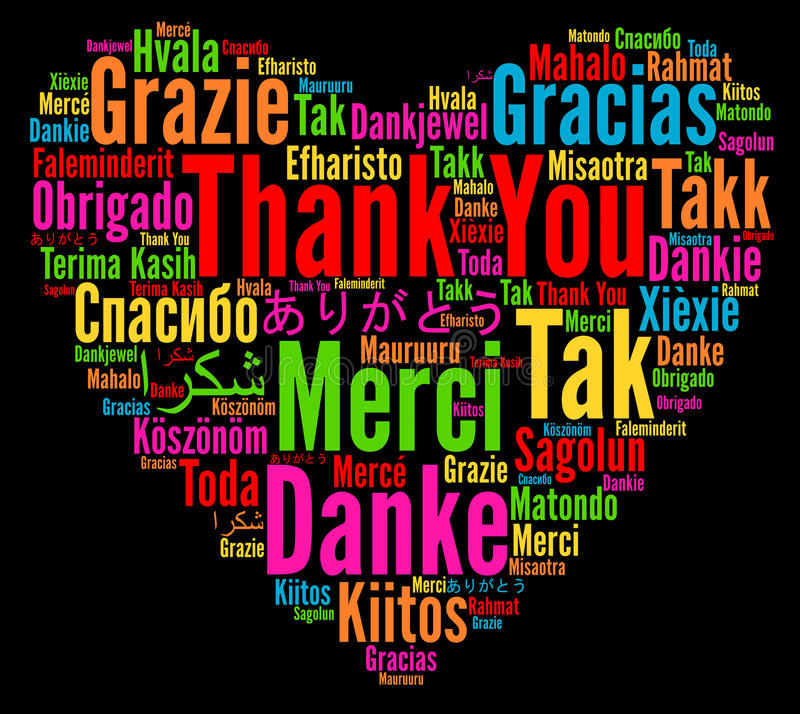 Mercé
Matondo Спасибо
Dankjewel Hvala Спасибо
Mahalo Toda
Xièxie Grazie Efharisto
شكرا Rahmat
Mercé Mauruuru Hvala Gracias Kiitos
Dankie Tak Dankjewel Matondo
Sagolun
Faleminderit Efharisto Takk Misaotra Tak
Obrigado Thank You Mahalo Takk
Danke
ありがとう Thank You Xièxie Misaotra Obrigado
Terima Kasih Toda Dankie
Sagolun Terima Kasih Hvala Thank You Faleminderit Takk Tak Thank You Xièxie Rahmat
Спасибо ありがとう Efharisto Merci
Dankjewel شكرا Mauruuru Tak Danke
Mahalo شكرا Danke Merci Terima Kasih Obrigado
Gracias Köszönöm Kiitos Obrigado
Köszönöm Köszönöm Faleminderit
Gracias ありがとう Mercé Grazie Sagolun
Toda Danke Спасибо Dankie
شكرا Matondo
Grazie Merci
Misaotra
Kiitos Kiitos Merci ありがとう
Sagolun Rahmat
Grazie
Gracias
Mauruuru
dreamstime